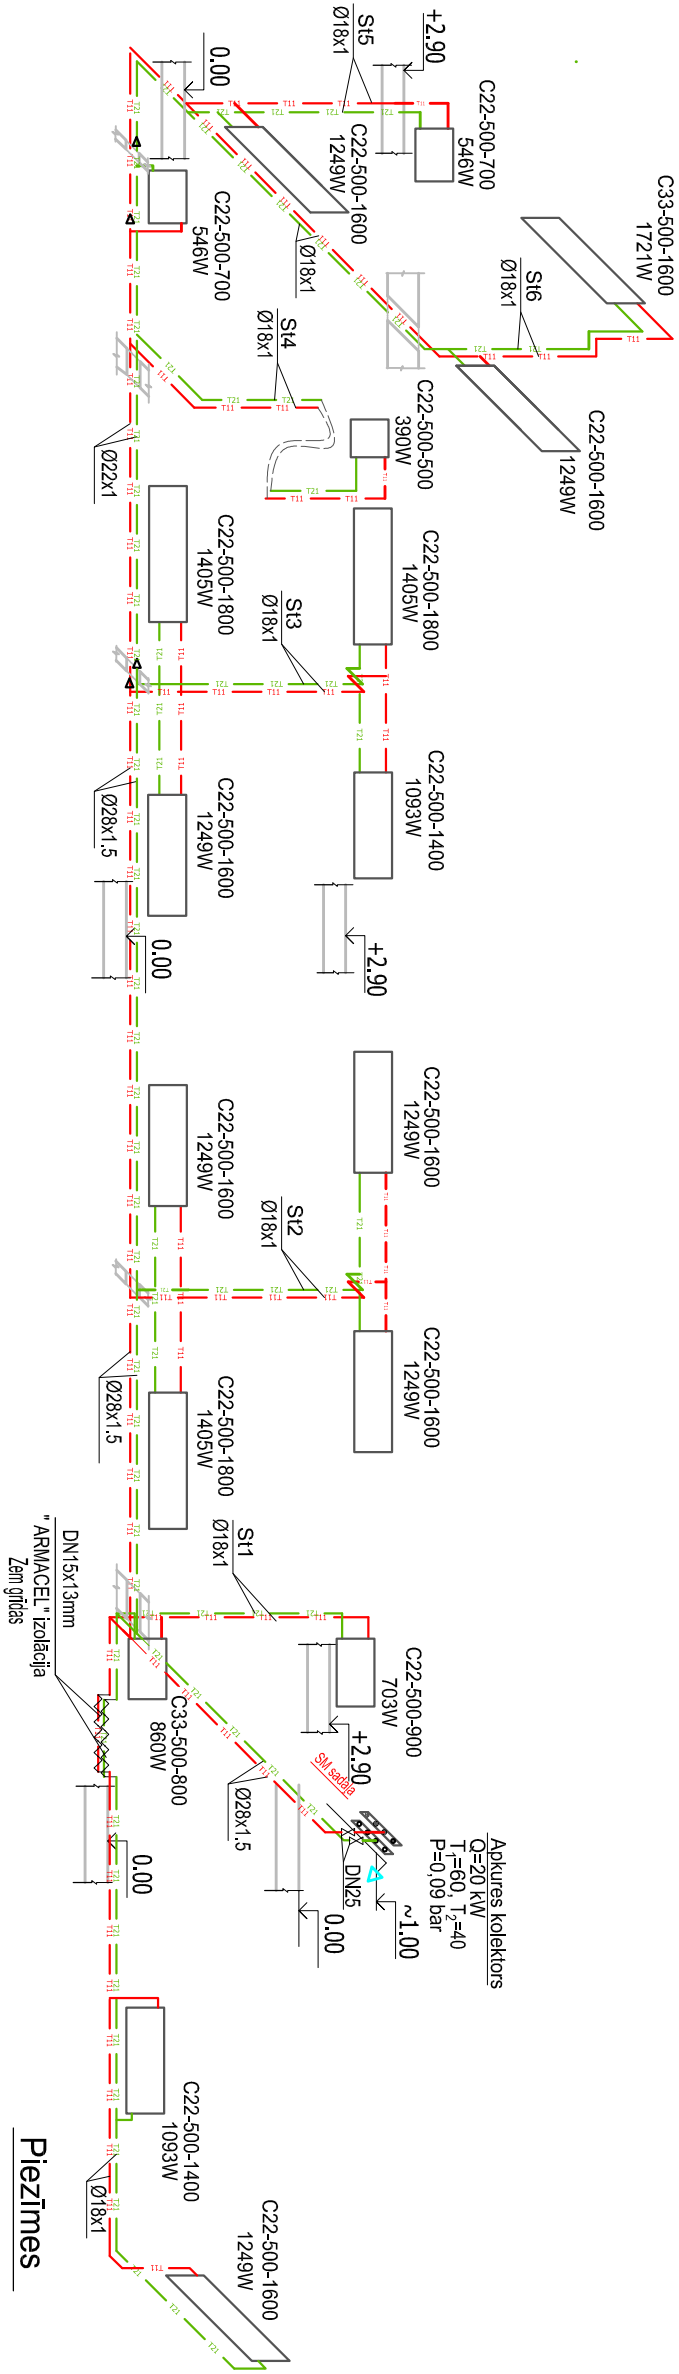 C33-500-1600
1721W
St6
Ø18x1
C22-500-1600
1249W
+2.90
C22-500-700
546W
St5
Ø18x1
C22-500-1600
1249W
0.00
Ø18x1
C22-500-700
546W
St4
Ø18x1
C22-500-500
390W
Ø22x1
C22-500-1800
1405W
C22-500-1800
1405W
St3
Ø18x1
C22-500-1400
1093W
C22-500-1600
1249W
Ø28x1.5
+2.90
0.00
C22-500-1600
1249W
C22-500-1600
1249W
St2
Ø18x1
C22-500-1600
1249W
C22-500-1800
1405W
Ø28x1.5
St1
Ø18x1
C22-500-900
703W
+2.90
C33-500-800
860W
DN15x13mm
"ARMACEL" izolācija
Zem grīdas
Ø28x1.5
SM sadaļa
DN25
Apkures kolektors
Q=20 kW
T1=60, T2=40
P=0,09 bar
~1.00
0.00
0.00
C22-500-1400
1093W
Ø18x1
C22-500-1600
1249W
T11
T21
Piezīmes